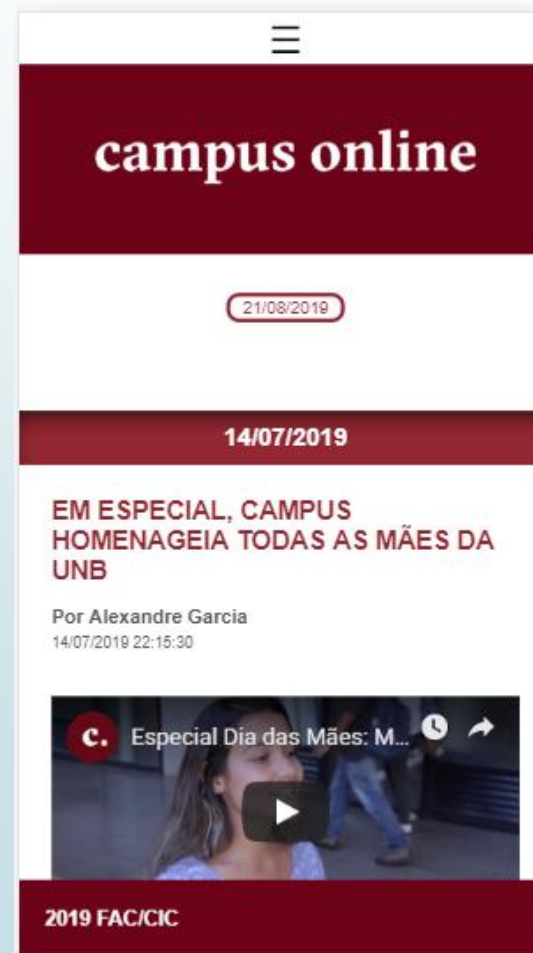 campus online
21/08/2019
14/07/2019
EM ESPECIAL, CAMPUS
HOMENAGEIA TODAS AS MÃES DA
UNB
Por Alexandre Garcia
14/07/2019 22:15:30
c. Especial Dia das Mães: M...
2019 FAC/CIC